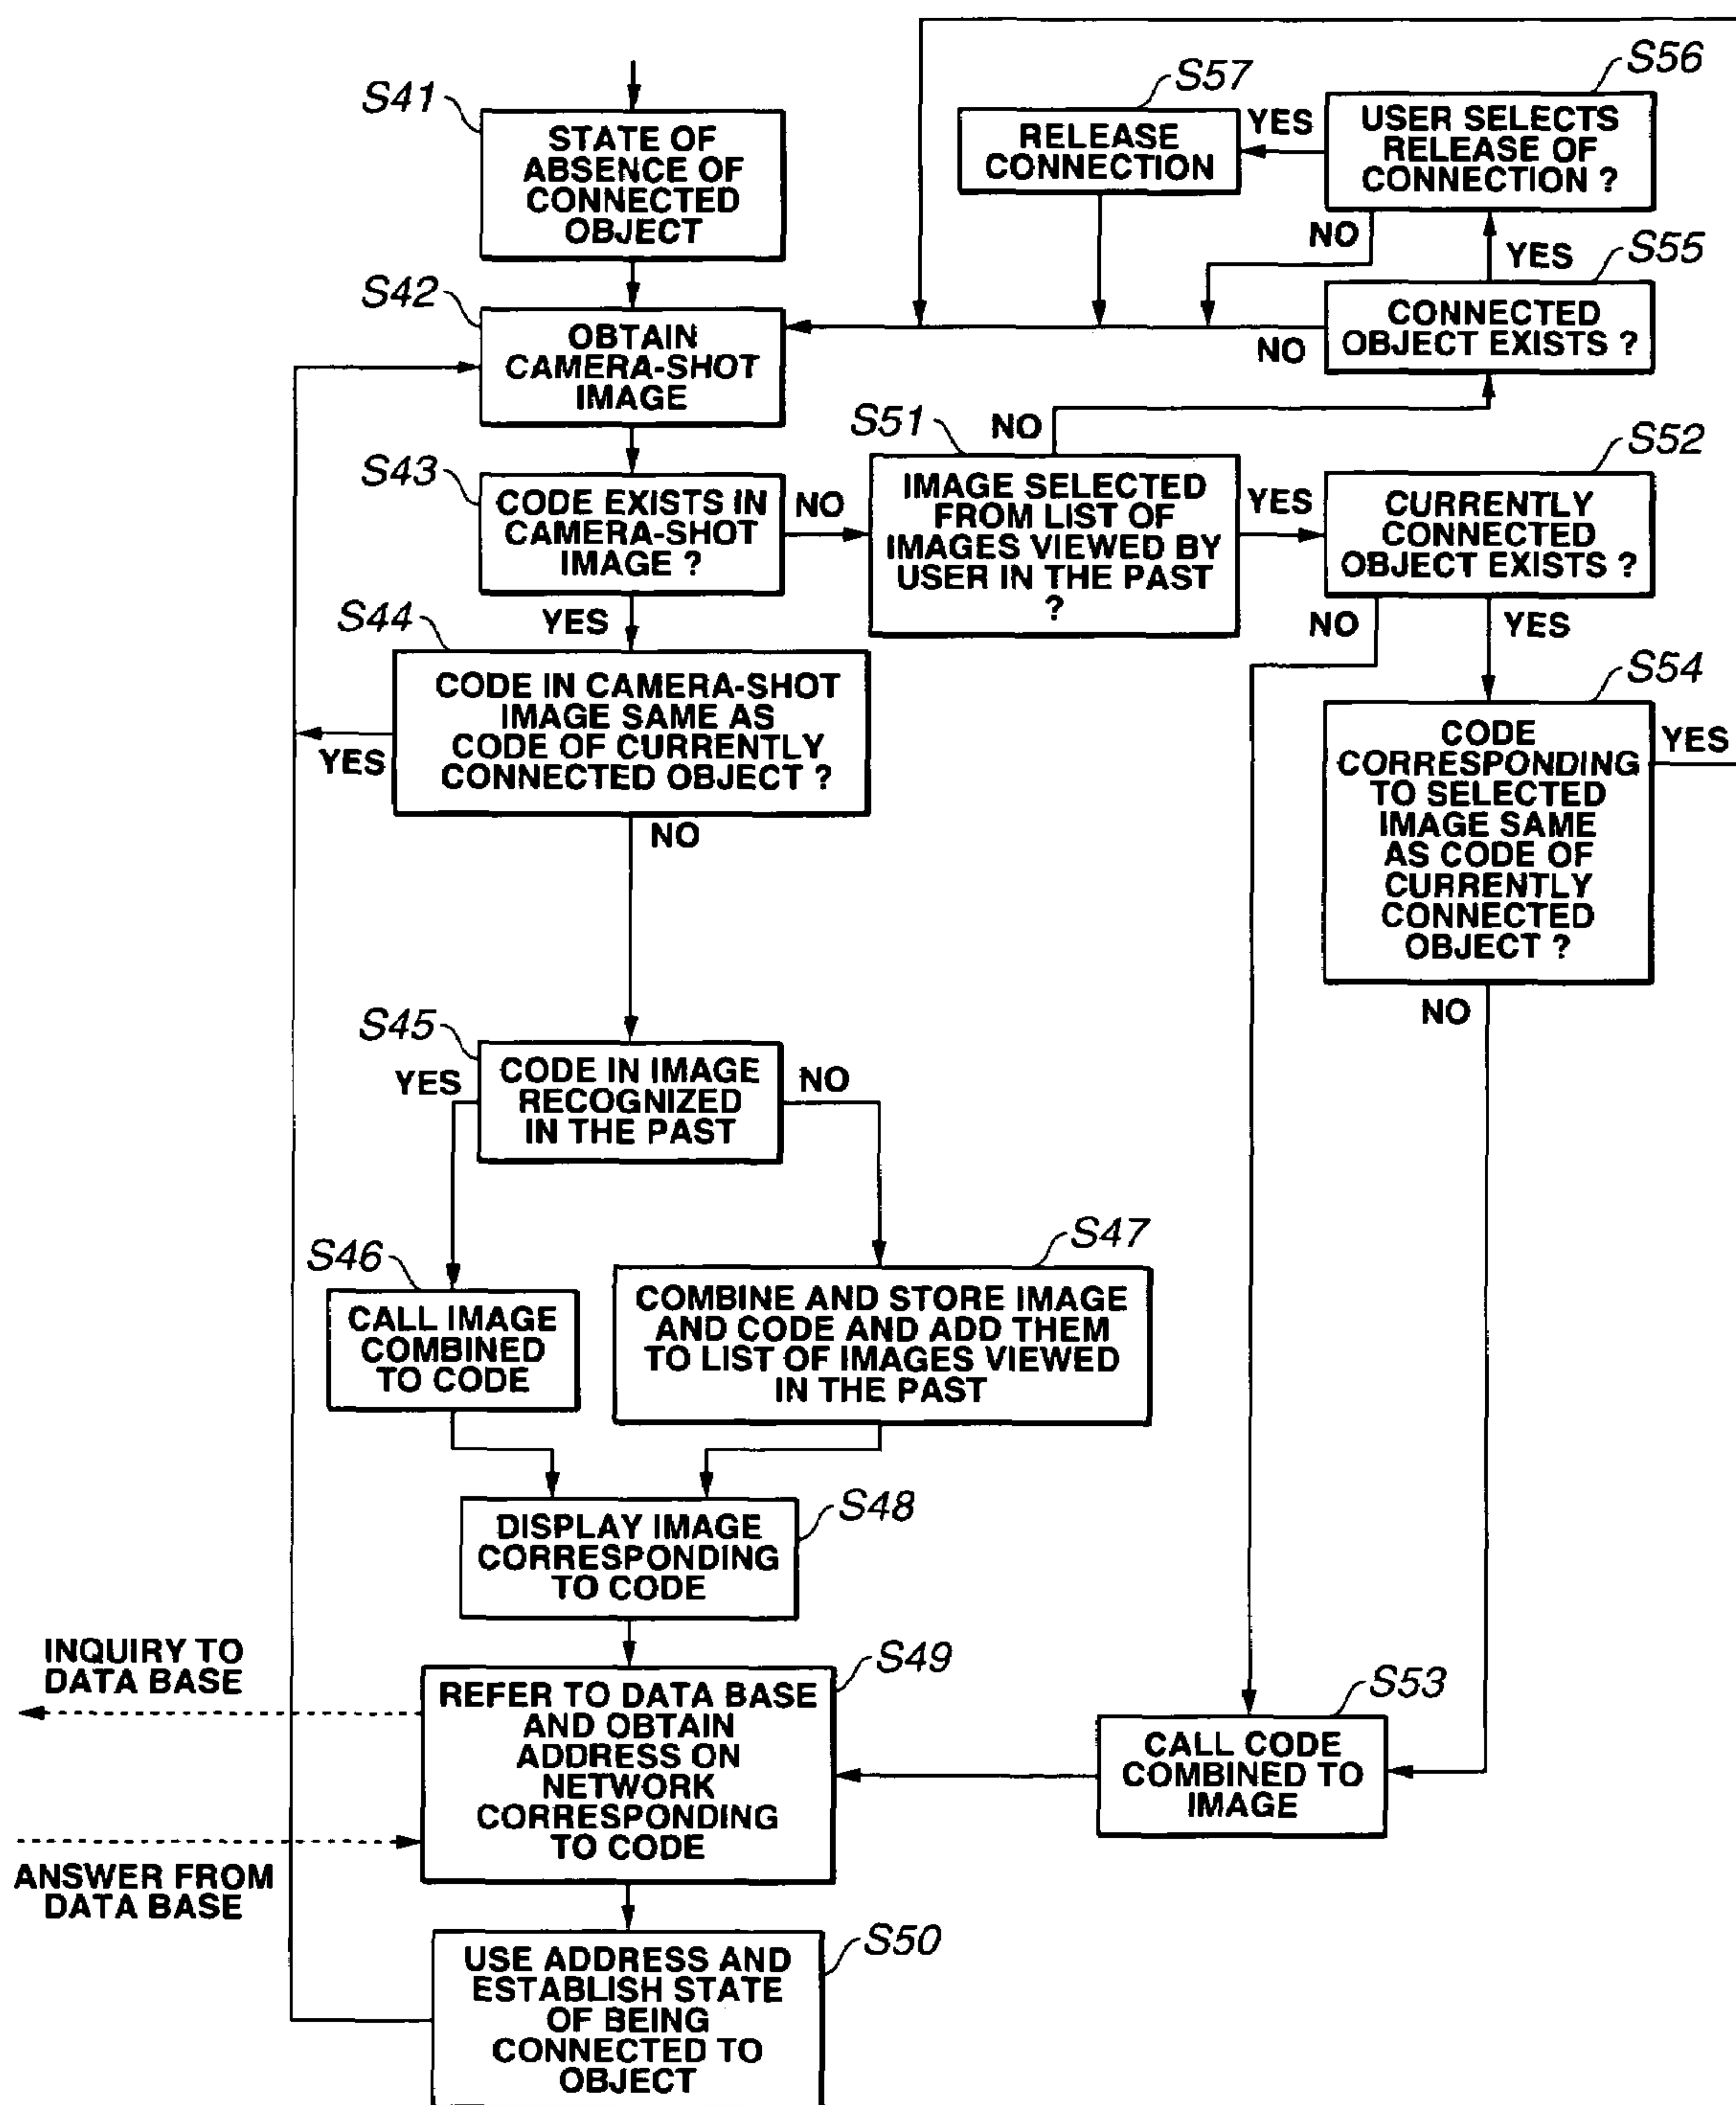 S41
STATE OF
ABSENCE OF
CONNECTED
OBJECT
S57
RELEASE
CONNECTION
YES
S56
USER SELECTS
RELEASE OF
CONNECTION ?
NO
YES
S55
CONNECTED
OBJECT EXISTS ?
NO
S42
OBTAIN
CAMERA-SHOT
IMAGE
S43
CODE EXISTS IN
CAMERA-SHOT
IMAGE ?
NO
YES
S51
NO
IMAGE SELECTED
FROM LIST OF
IMAGES VIEWED BY
USER IN THE PAST
?
YES
S52
CURRENTLY
CONNECTED
OBJECT EXISTS ?
NO
YES
S44
CODE IN CAMERA-SHOT
IMAGE SAME AS
CODE OF CURRENTLY
CONNECTED OBJECT ?
YES
NO
S54
CODE
CORRESPONDING
TO SELECTED
IMAGE SAME
AS CODE OF
CURRENTLY
CONNECTED
OBJECT ?
YES
NO
S45
CODE IN IMAGE
RECOGNIZED
IN THE PAST
YES
NO
S46
CALL IMAGE
COMBINED
TO CODE
S47
COMBINE AND STORE IMAGE
AND CODE AND ADD THEM
TO LIST OF IMAGES VIEWED
IN THE PAST
S48
DISPLAY IMAGE
CORRESPONDING
TO CODE
INQUIRY TO
DATA BASE
S49
REFER TO DATA BASE
AND OBTAIN
ADDRESS ON
NETWORK
CORRESPONDING
TO CODE
S53
CALL CODE
COMBINED TO
IMAGE
ANSWER FROM
DATA BASE
S50
USE ADDRESS AND
ESTABLISH STATE
OF BEING
CONNECTED TO
OBJECT